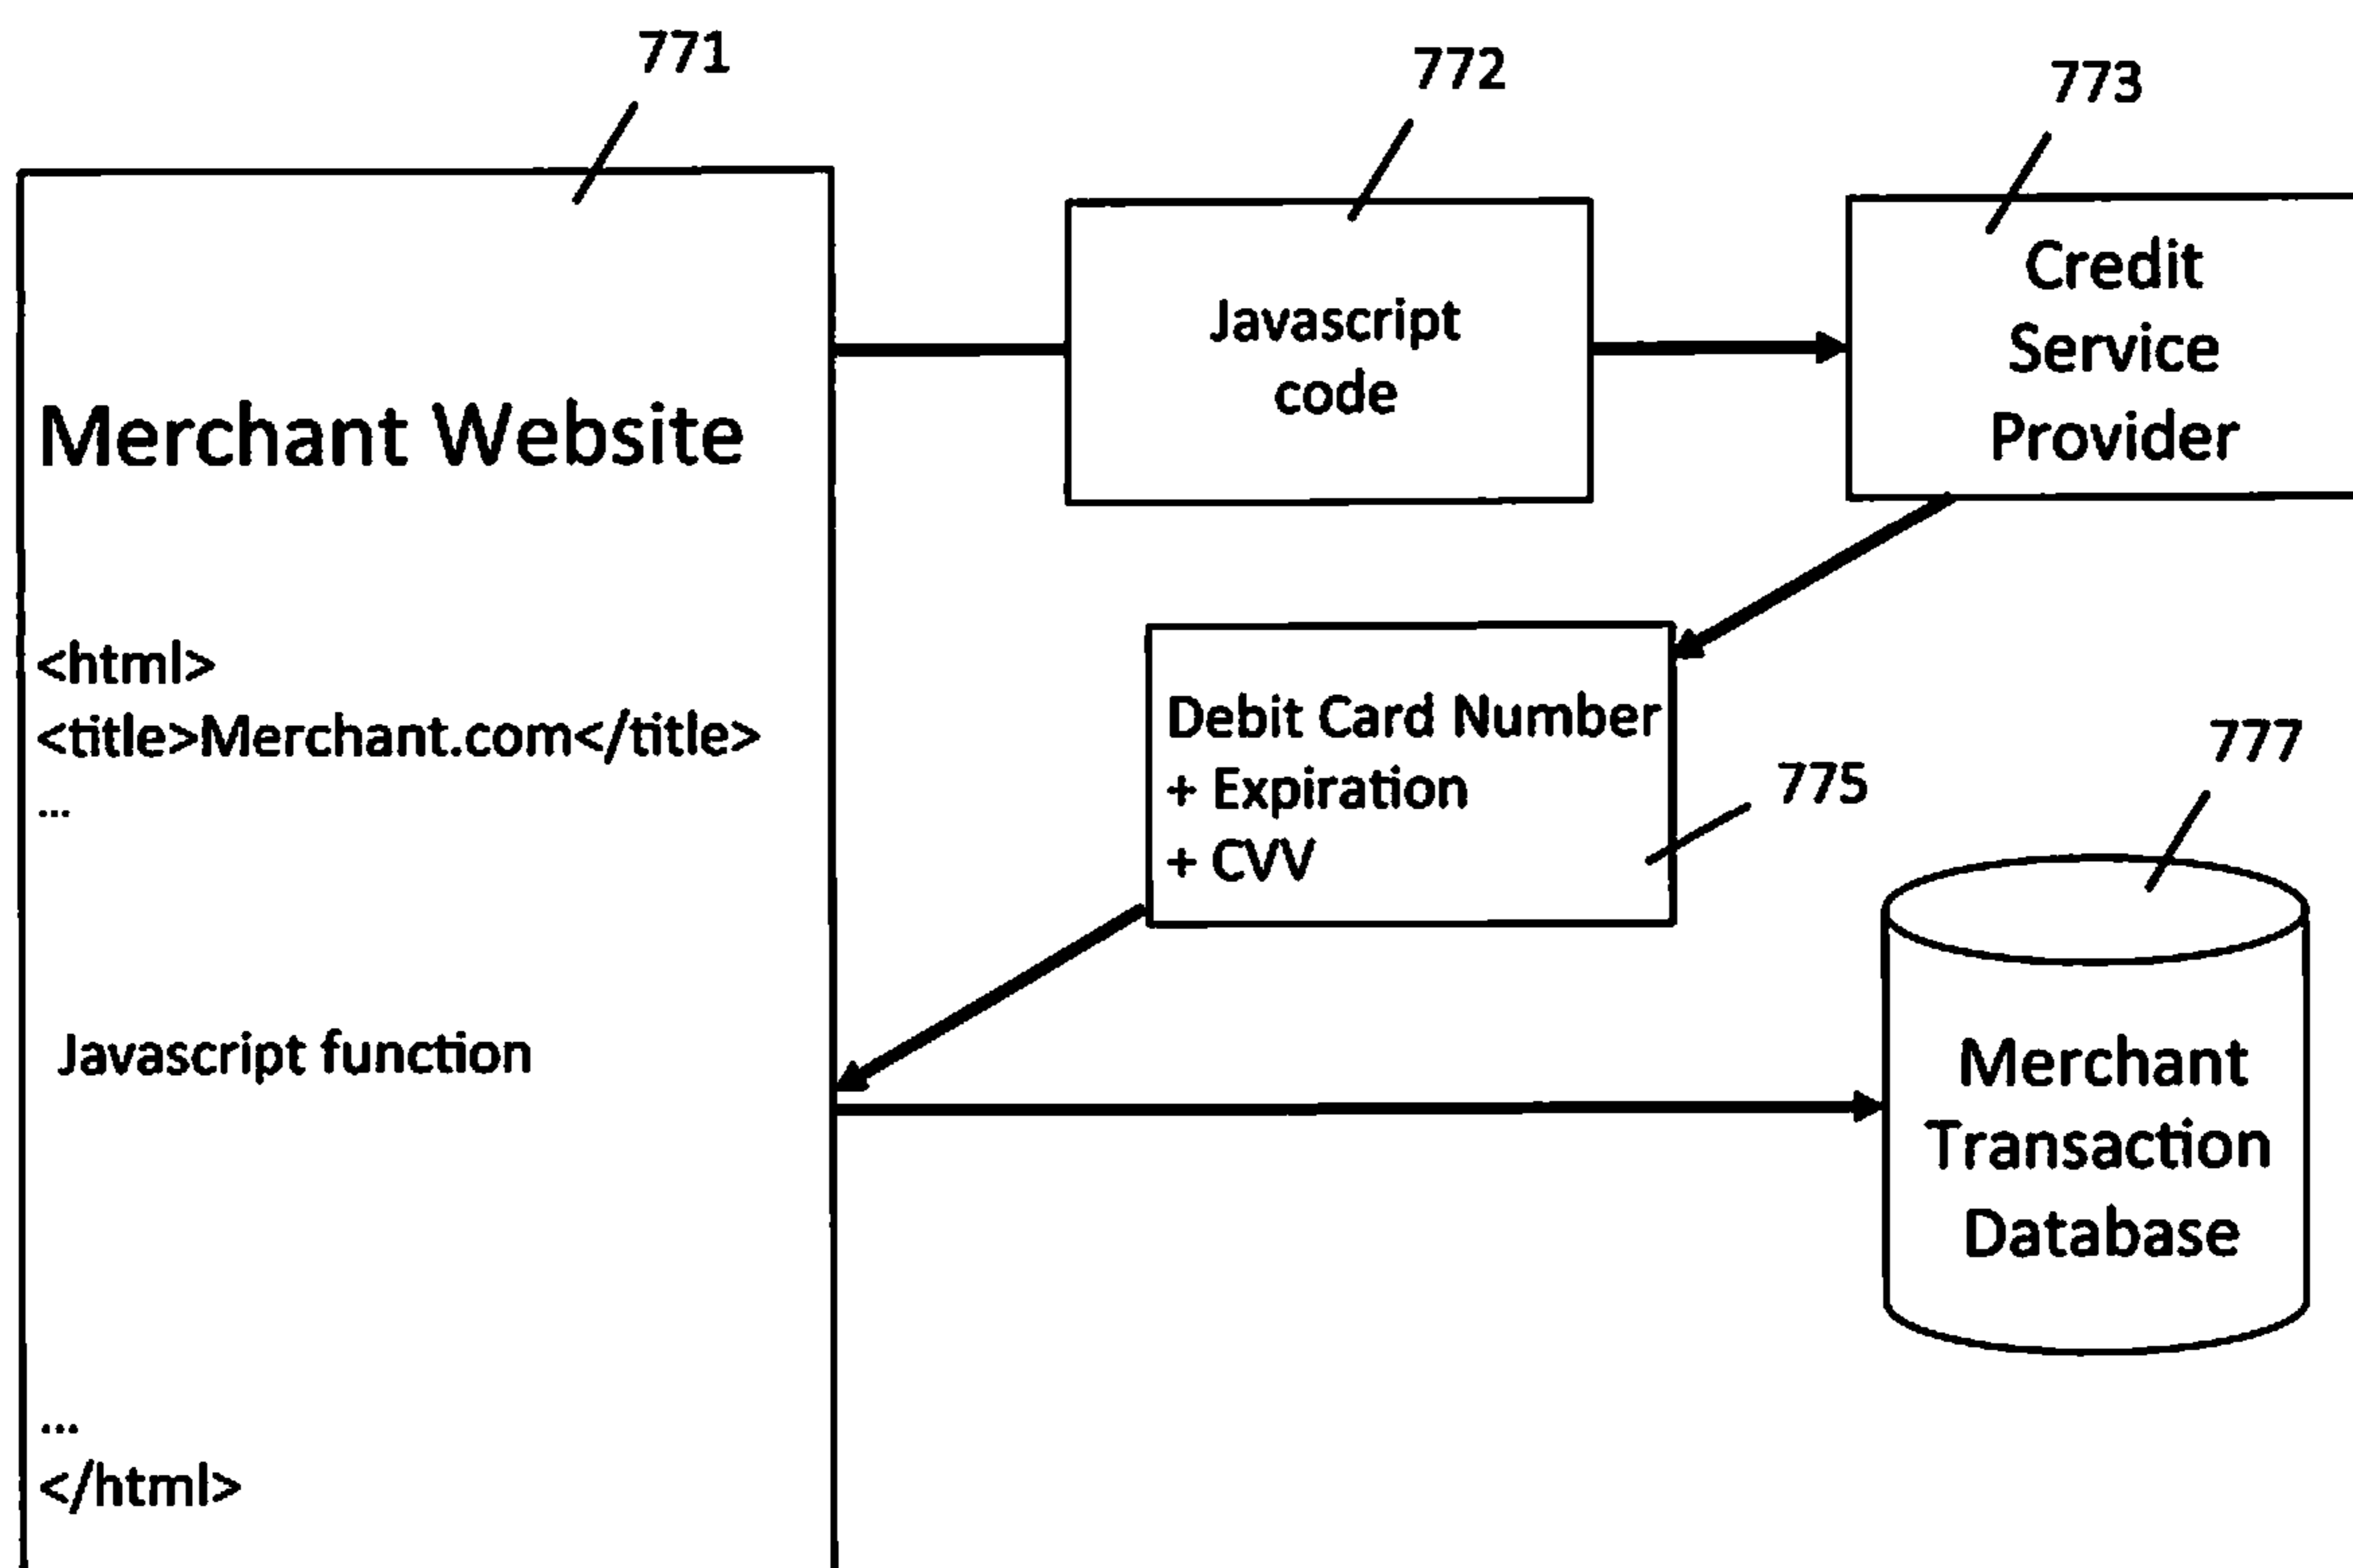 771
772
773
Merchant Website
<html>
<title>Merchant.com</title>
...
Javascript function
...
</html>
Javascript
code
Credit
Service
Provider
Debit Card Number
+ Expiration
+ CVV
775
777
Merchant
Transaction
Database